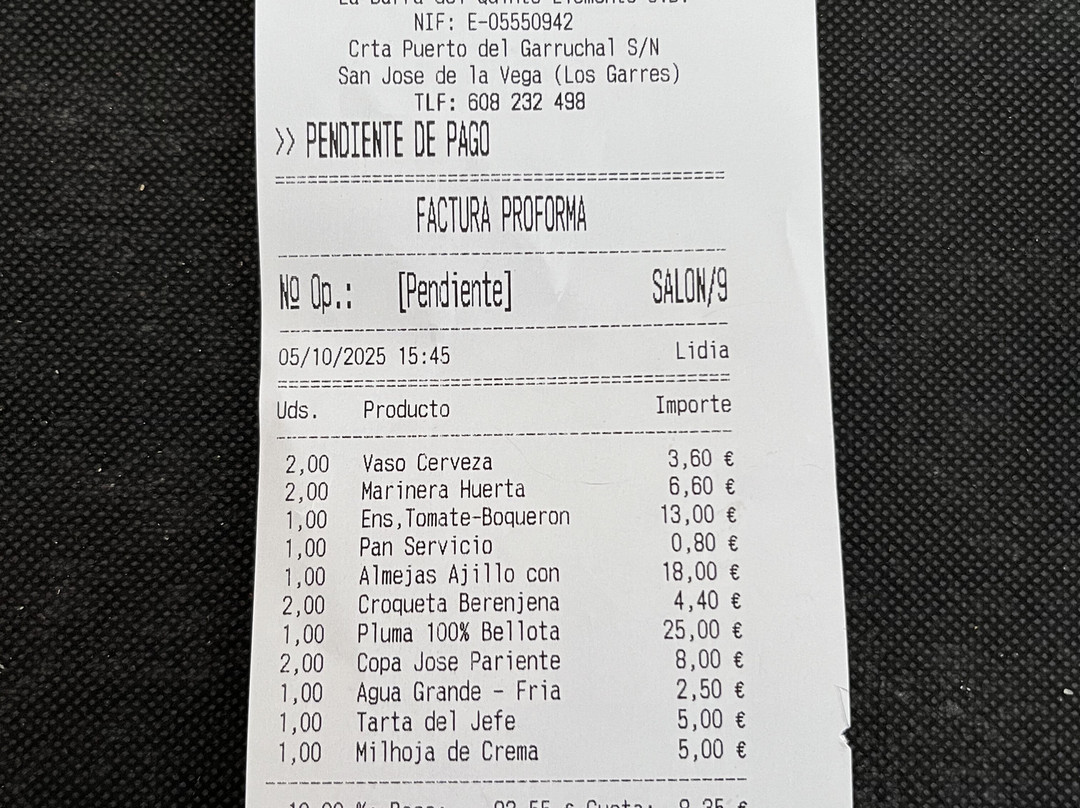 NIF: E-05550942
Crta Puerto del Garruchal S/N
San Jose de la Vega (Los Garres)
TLF: 608 232 498
>> PENDIENTE DE PAGO
FACTURA PROFORMA
Nº Op.: [Pendiente] SALON/9
05/10/2025 15:45 Lidia
Uds. Producto Importe
2,00 Vaso Cerveza 3,60 €
2,00 Marinera Huerta 6,60 €
1,00 Ens,Tomate-Boqueron 13,00 €
1,00 Pan Servicio 0,80 €
1,00 Almejas Ajillo con 18,00 €
2,00 Croqueta Berenjena 4,40 €
1,00 Pluma 100% Bellota 25,00 €
2,00 Copa Jose Pariente 8,00 €
1,00 Agua Grande - Fria 2,50 €
1,00 Tarta del Jefe 5,00 €
1,00 Milhoja de Crema 5,00 €